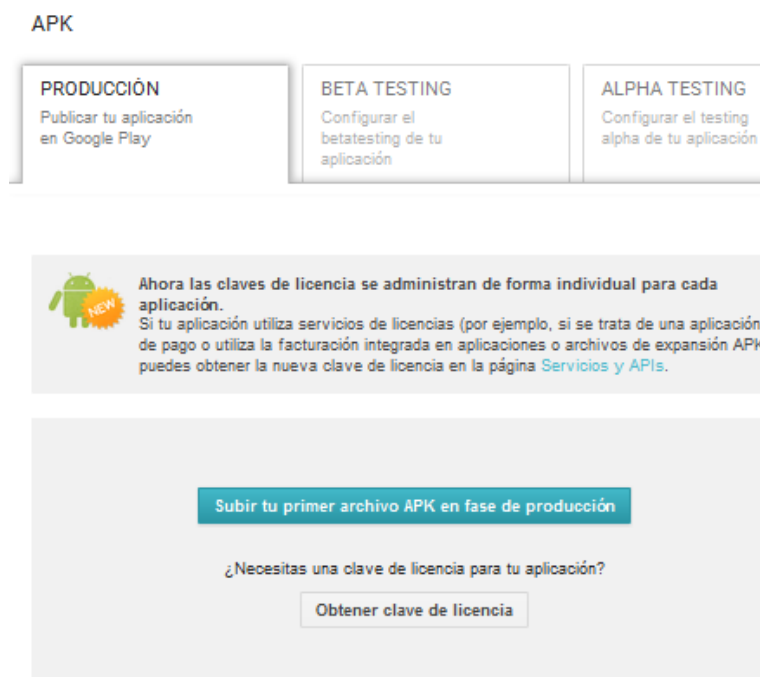 APK
PRODUCCIÓN
Publicar tu aplicación
en Google Play
BETA TESTING
Configurar el
betatesting de tu
aplicación
ALPHA TESTING
Configurar el testing
alpha de tu aplicación
NEW
Ahora las claves de licencia se administran de forma individual para cada
aplicación.
Si tu aplicación utiliza servicios de licencias (por ejemplo, si se trata de una aplicación
de pago o utiliza la facturación integrada en aplicaciones o archivos de expansión APK
puedes obtener la nueva clave de licencia en la página Servicios y APIs.
Subir tu primer archivo APK en fase de producción
¿Necesitas una clave de licencia para tu aplicación?
Obtener clave de licencia